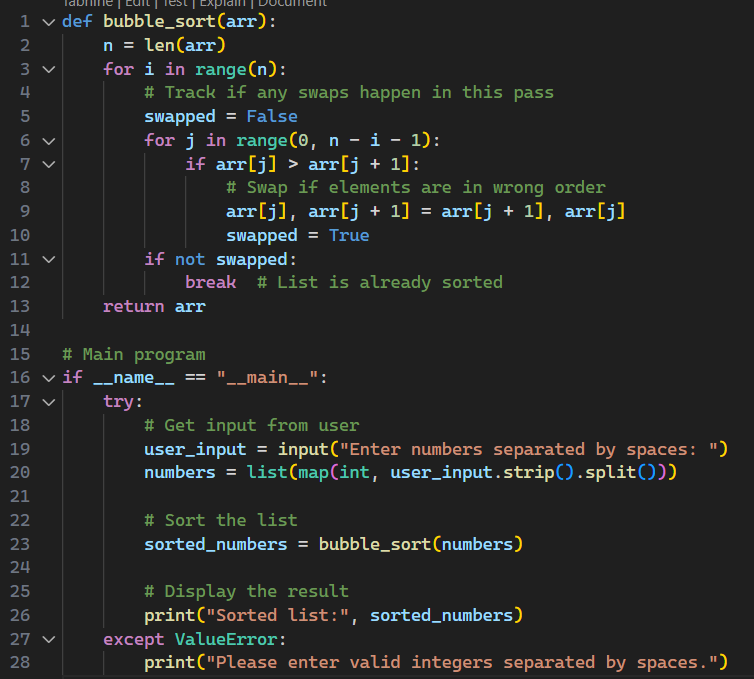 Tabnine | Edit | Test | Explain | Document
1 def bubble_sort(arr):
2     n = len(arr)
3     for i in range(n):
4         # Track if any swaps happen in this pass
5         swapped = False
6         for j in range(0, n - i - 1):
7             if arr[j] > arr[j + 1]:
8                 # Swap if elements are in wrong order
9                 arr[j], arr[j + 1] = arr[j + 1], arr[j]
10                 swapped = True
11         if not swapped:
12             break  # List is already sorted
13     return arr
14
15 # Main program
16 if __name__ == "__main__":
17     try:
18         # Get input from user
19         user_input = input("Enter numbers separated by spaces: ")
20         numbers = list(map(int, user_input.strip().split()))
21
22         # Sort the list
23         sorted_numbers = bubble_sort(numbers)
24
25         # Display the result
26         print("Sorted list:", sorted_numbers)
27     except ValueError:
28         print("Please enter valid integers separated by spaces.")